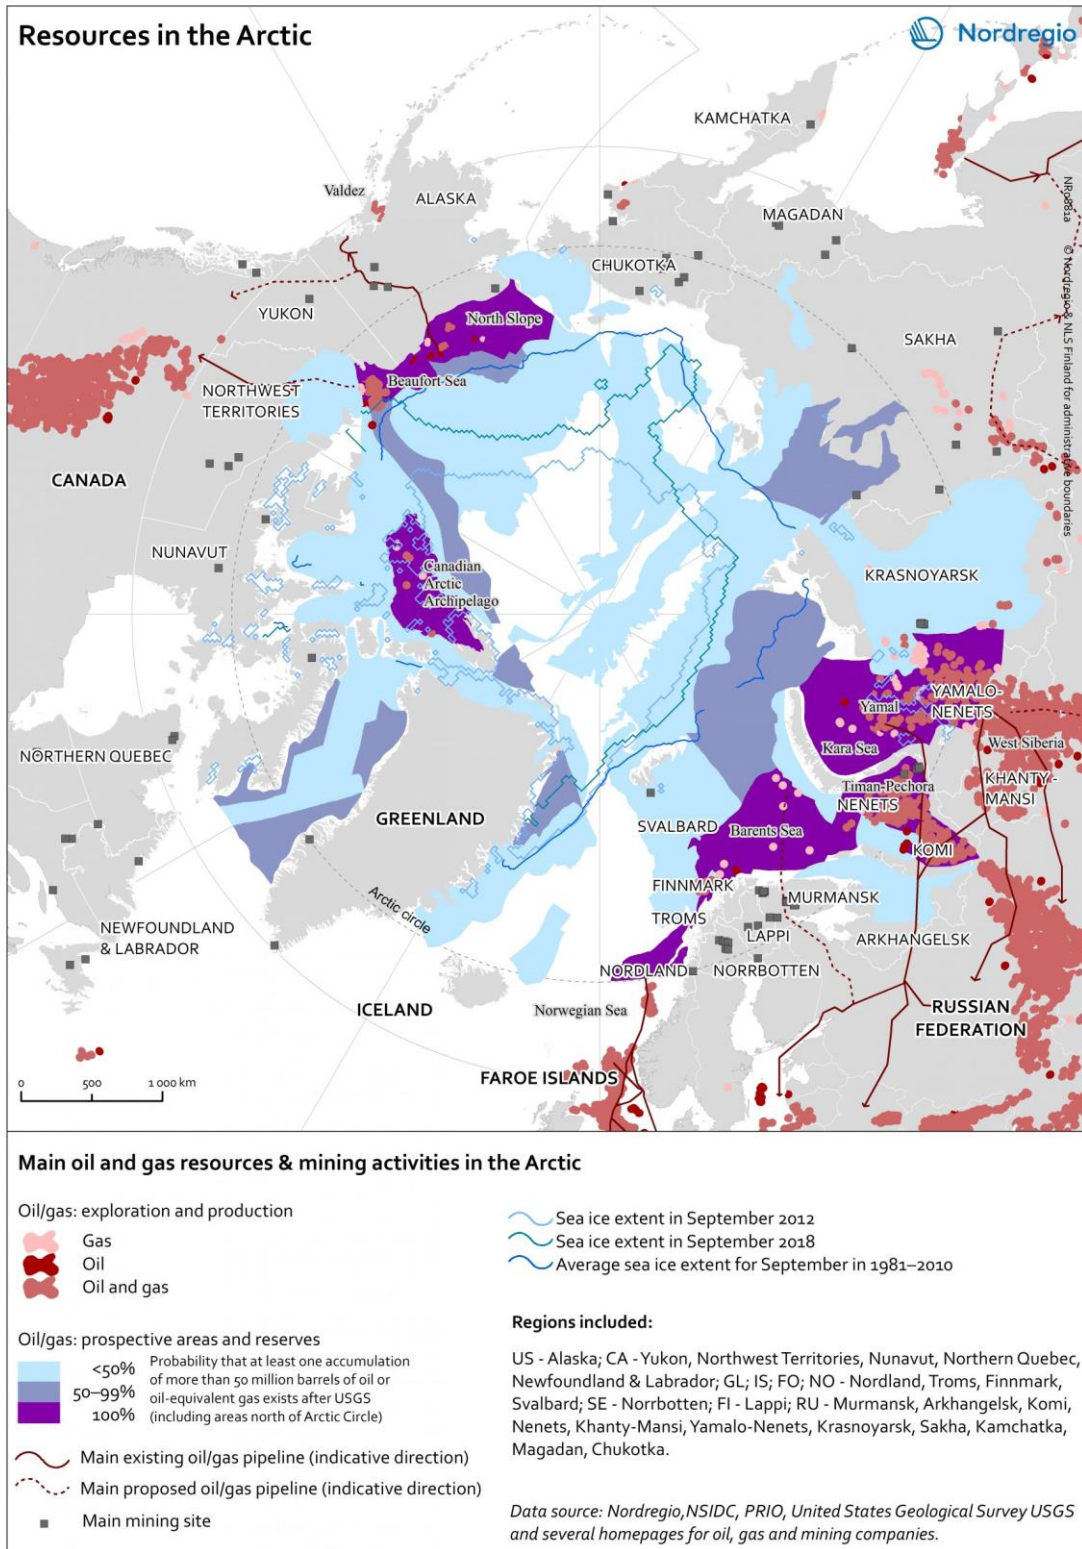 Resources in the Arctic
Nordregio
KAMCHATKA
Valdez
ALASKA
MAGADAN
CHUKOTKA
YUKON
North Slope
SAKHA
NR0881a © Nordregio & NLS Finland for administrative boundaries
Beaufort-Sea
NORTHWEST
TERRITORIES
CANADA
NUNAVUT
Canadian
Arctic
Archipelago
KRASNOYARSK
YAMALO-
NENETS
Yamal
Kara Sea
West Siberia
NORTHERN QUEBEC
KHANTY -
MANSI
Timan-Pechora
NENETS
GREENLAND
SVALBARD
Barents Sea
KOMI
FINNMARK
MURMANSK
Arctic circle
TROMS
NEWFOUNDLAND
& LABRADOR
LAPPI
ARKHANGELSK
NORDLAND
NORRBOTTEN
ICELAND
Norwegian Sea
RUSSIAN
FEDERATION
FAROE ISLANDS
0 500 1 000 km
Main oil and gas resources & mining activities in the Arctic
Oil/gas: exploration and production
Gas
Oil
Oil and gas
Oil/gas: prospective areas and reserves
<50%
50–99%
100%
Probability that at least one accumulation
of more than 50 million barrels of oil or
oil-equivalent gas exists after USGS
(including areas north of Arctic Circle)
Main existing oil/gas pipeline (indicative direction)
Main proposed oil/gas pipeline (indicative direction)
Main mining site
Sea ice extent in September 2012
Sea ice extent in September 2018
Average sea ice extent for September in 1981–2010
Regions included:
US - Alaska; CA - Yukon, Northwest Territories, Nunavut, Northern Quebec,
Newfoundland & Labrador; GL; IS; FO; NO - Nordland, Troms, Finnmark,
Svalbard; SE - Norrbotten; FI - Lappi; RU - Murmansk, Arkhangelsk, Komi,
Nenets, Khanty-Mansi, Yamalo-Nenets, Krasnoyarsk, Sakha, Kamchatka,
Magadan, Chukotka.
Data source: Nordregio,NSIDC, PRIO, United States Geological Survey USGS
and several homepages for oil, gas and mining companies.